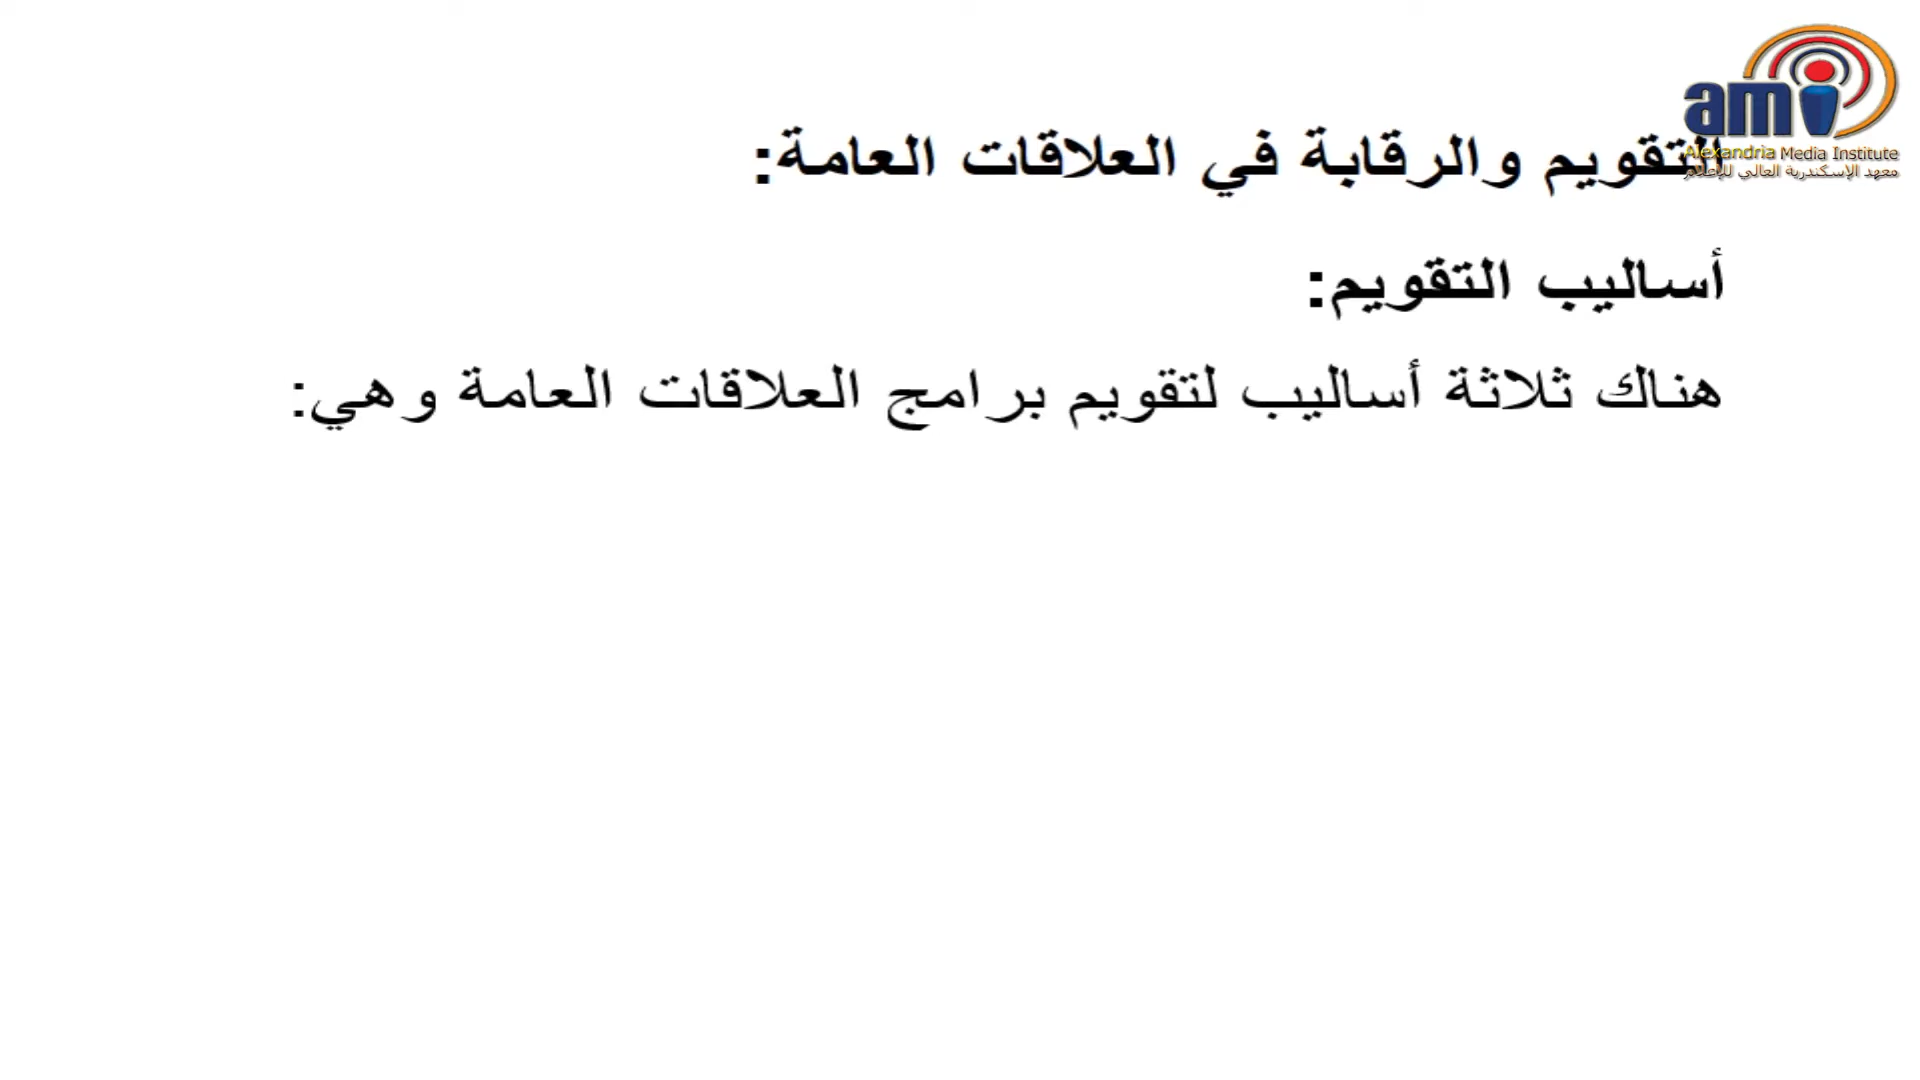 ami
Alexandria Media Institute
معهد الإسكندرية العالي للإعلام
التقويم والرقابة في العلاقات العامة:
أساليب التقويم:
هناك ثلاثة أساليب لتقويم برامج العلاقات العامة وهي: